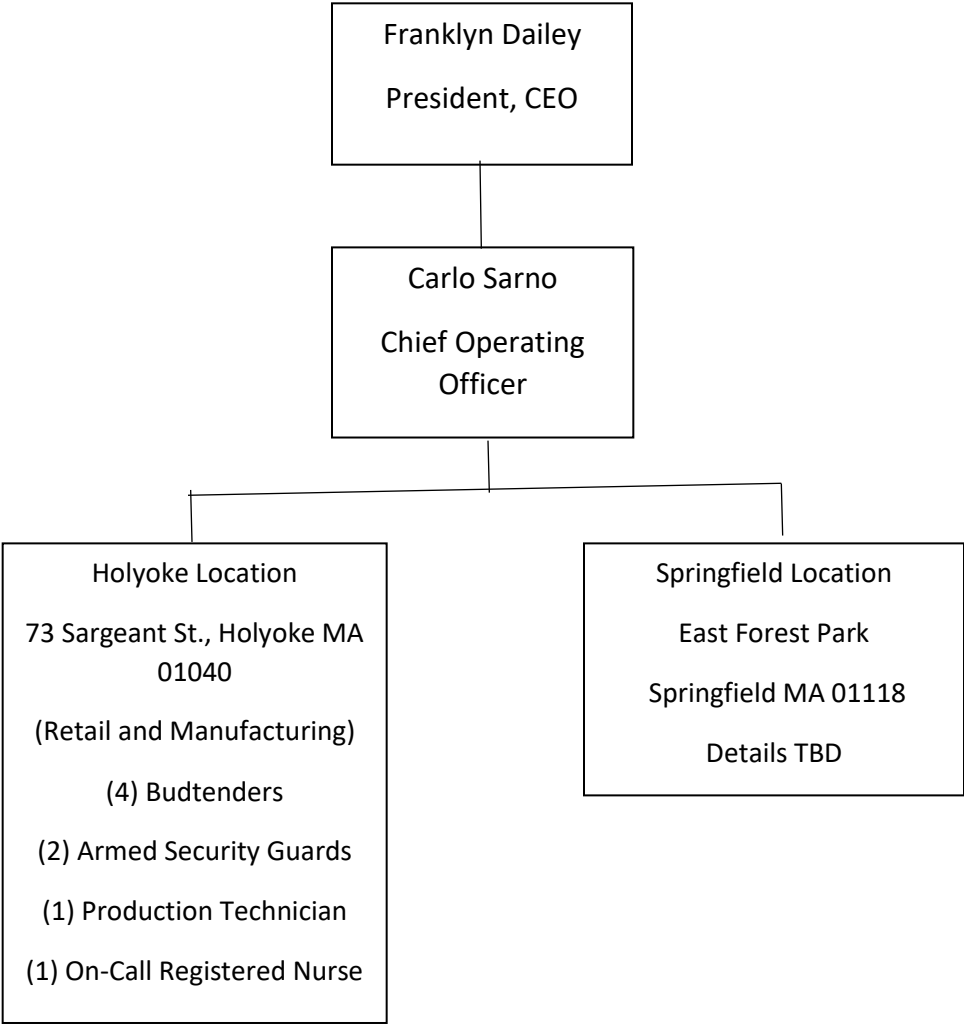 Franklyn Dailey
President, CEO
Carlo Sarno
Chief Operating
Officer
Holyoke Location
73 Sargeant St., Holyoke MA
01040
(Retail and Manufacturing)
(4) Budtenders
(2) Armed Security Guards
(1) Production Technician
(1) On-Call Registered Nurse
Springfield Location
East Forest Park
Springfield MA 01118
Details TBD